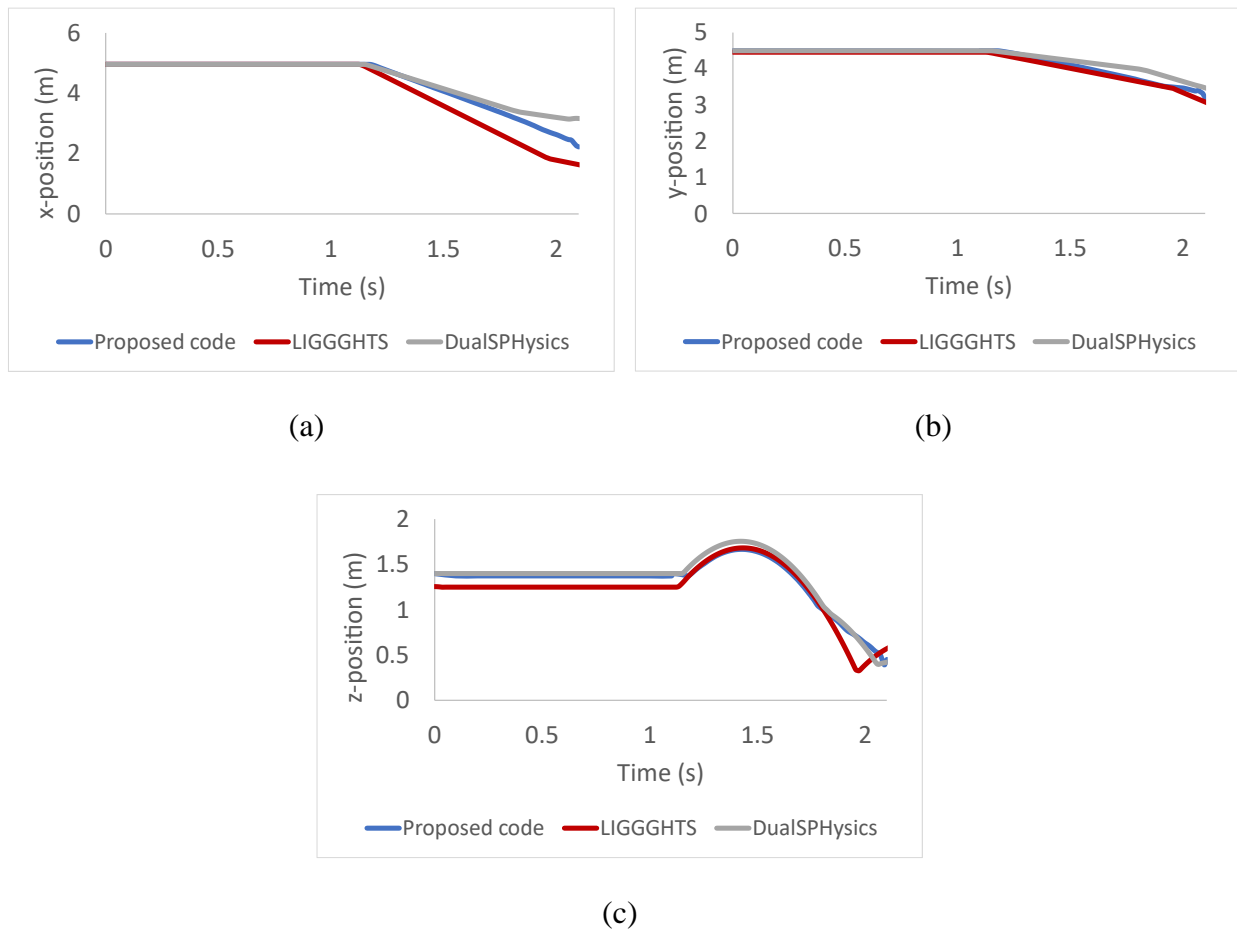 6
4
2
0
x-position (m)
0 0.5 1 1.5 2
Time (s)
Proposed code LIGGGHTS DualSPHysics
(a)
5
4
3
2
1
0
y-position (m)
0 0.5 1 1.5 2
Time (s)
Proposed code LIGGGHTS DualSPHysics
(b)
2
1.5
1
0.5
0
z-position (m)
0 0.5 1 1.5 2
Time (s)
Proposed code LIGGGHTS DualSPHysics
(c)